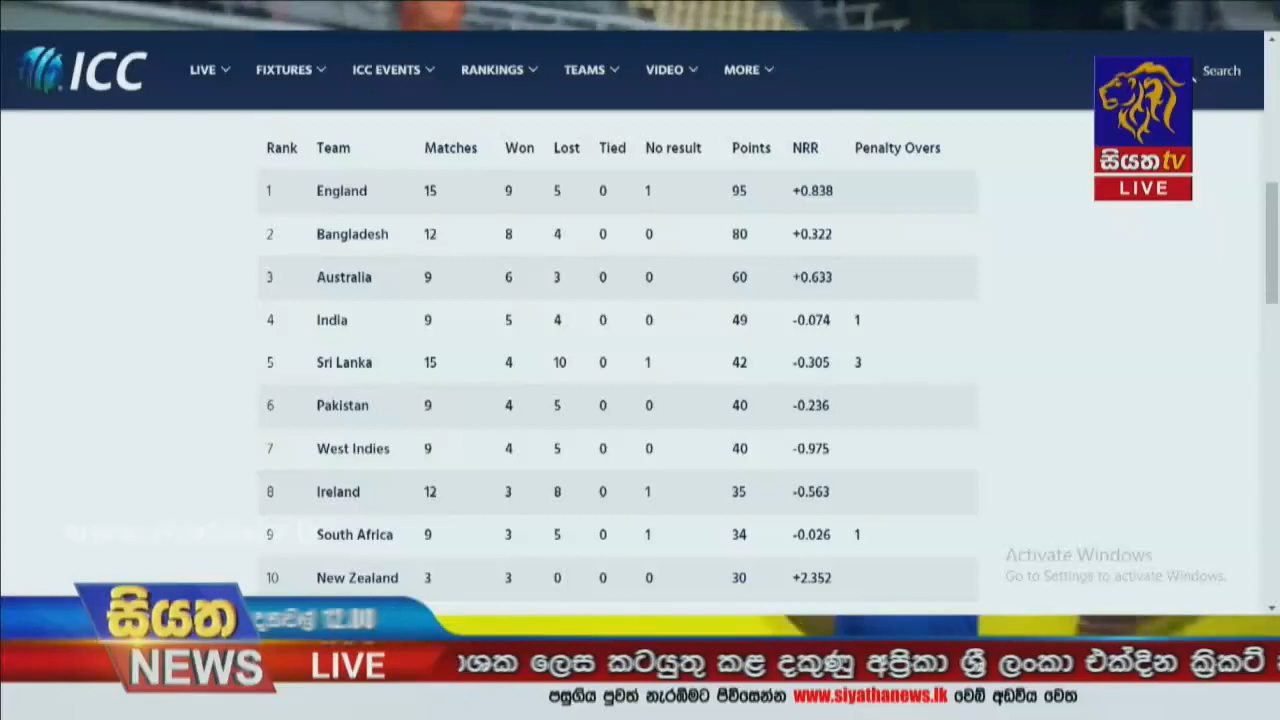 ICC LIVE FIXTURES ICC EVENTS RANKINGS TEAMS VIDEO MORE Search
සියත tv
LIVE
Rank Team Matches Won Lost Tied No result Points NRR Penalty Overs
1 England 15 9 5 0 1 95 +0.838
2 Bangladesh 12 8 4 0 0 80 +0.322
3 Australia 9 6 3 0 0 60 +0.633
4 India 9 5 4 0 0 49 -0.074 1
5 Sri Lanka 15 4 10 0 1 42 -0.305 3
6 Pakistan 9 4 5 0 0 40 -0.236
7 West Indies 9 4 5 0 0 40 -0.975
8 Ireland 12 3 8 0 1 35 -0.563
9 South Africa 9 3 5 0 1 34 -0.026 1
10 New Zealand 3 3 0 0 0 30 +2.352
Activate Windows
Go to Settings to activate Windows.
සියත
NEWS
LIVE
ලෙස කටයුතු කළ දකුණු අප්‍රිකා ශ්‍රී ලංකා එක්දින ක්‍රිකට්
පසුගිය පුවත් නැරඹීමට පිවිසෙන්න www.siyathanews.lk වෙබ් අඩවිය වෙත